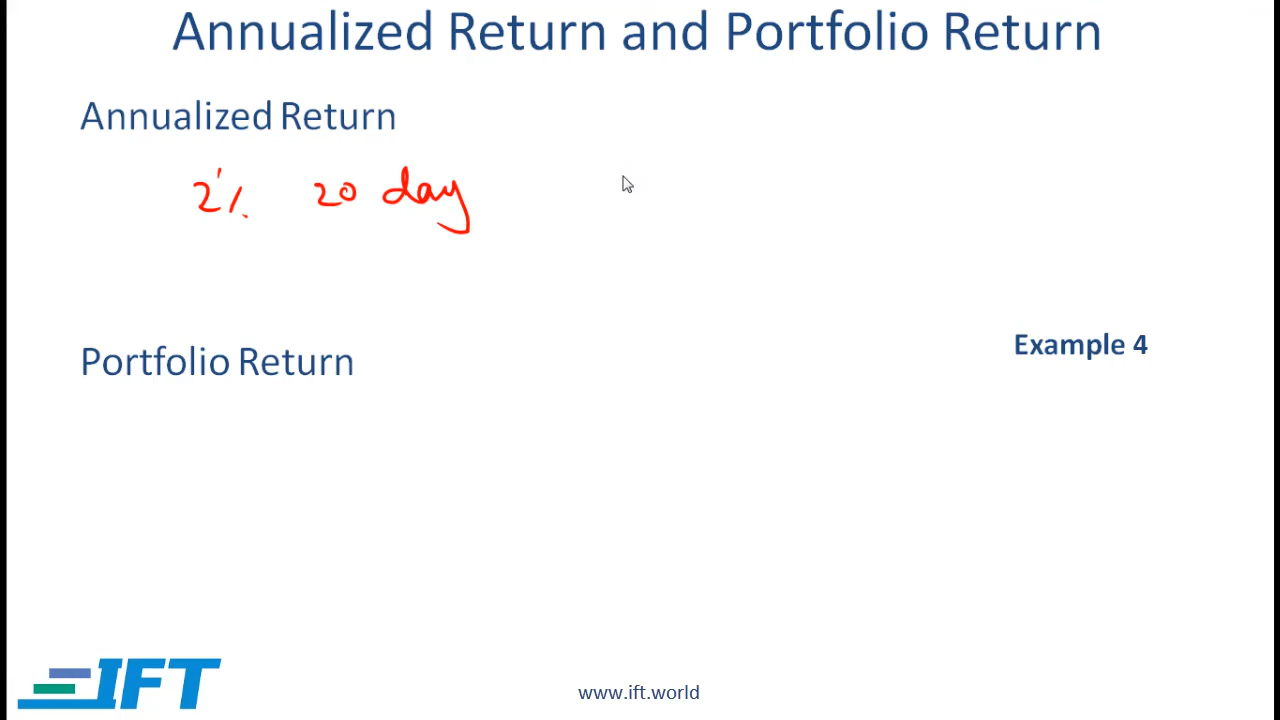 Annualized Return and Portfolio Return
Annualized Return
2% 20 day
Example 4
Portfolio Return
IFT
www.ift.world